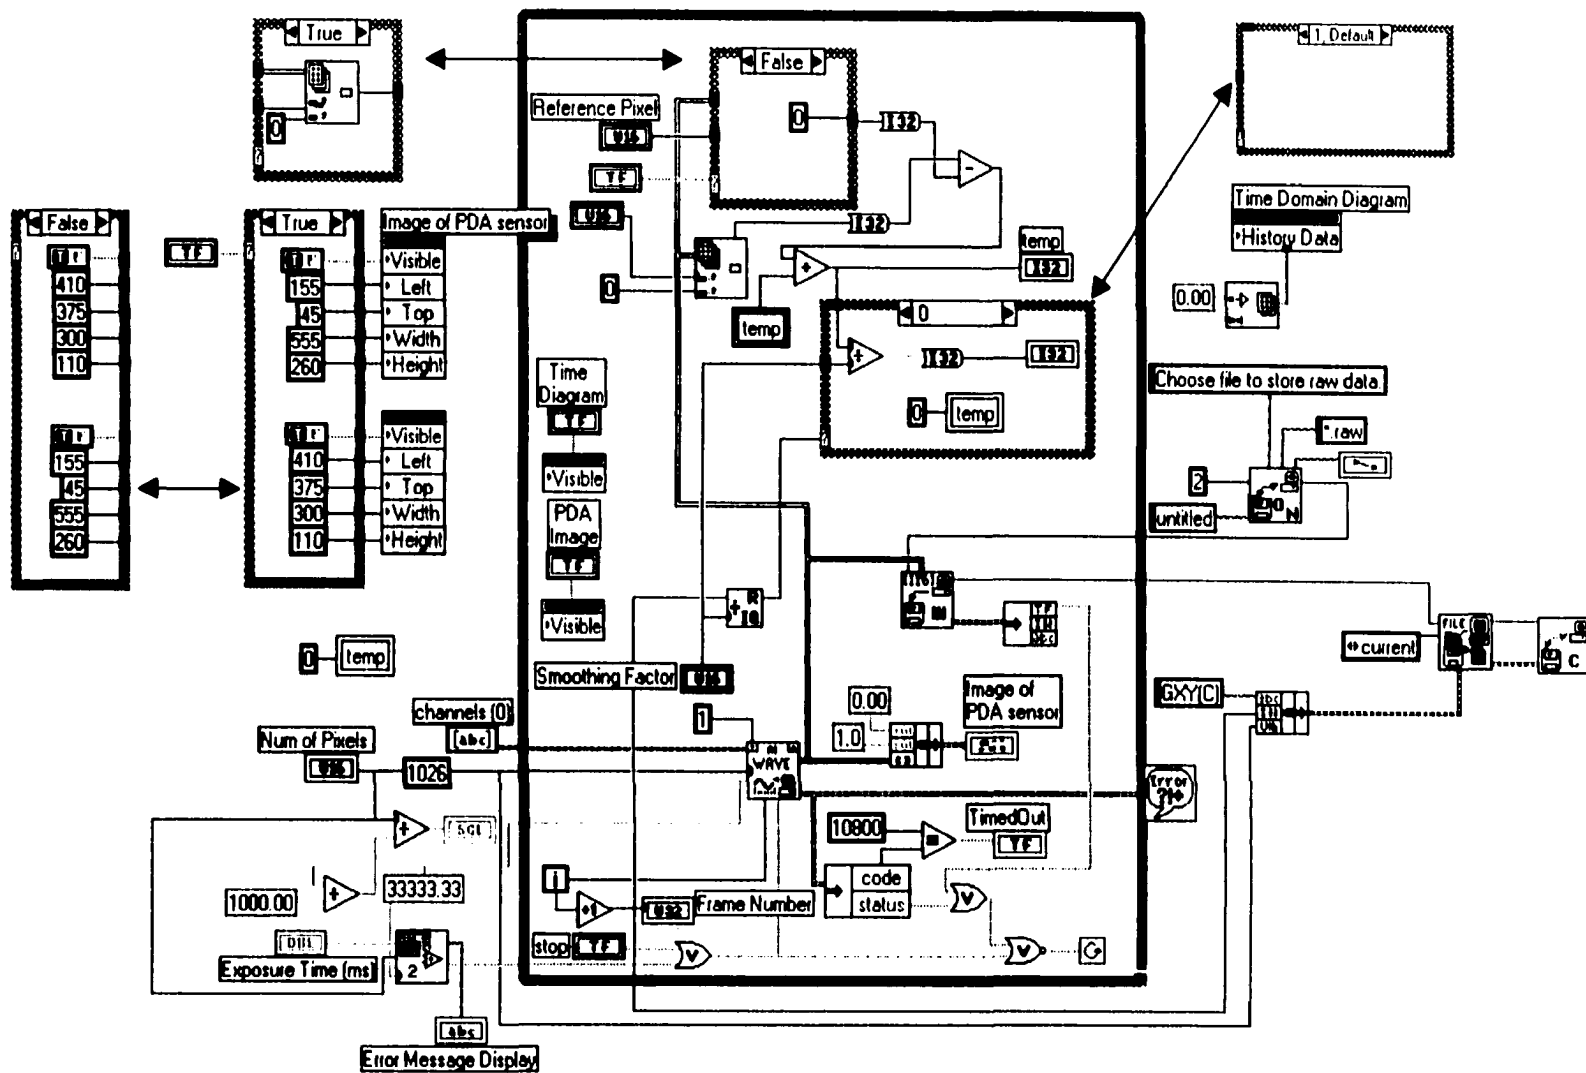 True
0
False
410
375
300
110
155
45
555
260
TF
True
155
45
555
260
410
375
300
110
Image of PDA sensor
Visible
Left
Top
Width
Height
Visible
Left
Top
Width
Height
0
temp
False
0
Reference Pixel
U16
TF
U16
I32
I32
-
0
+
temp
temp
I32
0
+
I32
I32
0
temp
Time
Diagram
TF
Visible
PDA
Image
TF
Visible
R
IQ
Smoothing Factor
U16
1, Default
Time Domain Diagram
History Data
0.00
Choose file to store raw data.
*.raw
2
untitled
N
TF
Abc
FILE
current
C
GXY(C)
channels (0)
[abc]
Num of Pixels
U16
1026
1
AI
WAVE
0.00
1.0
Image of
PDA sensor
Error
?!+
+
SGL
33333.33
1000.00
DBL
Exposure Time (ms)
2
abc
Error Message Display
10800
=
TimedOut
TF
code
status
i
+1
U32
Frame Number
stop
TF
V
V
V